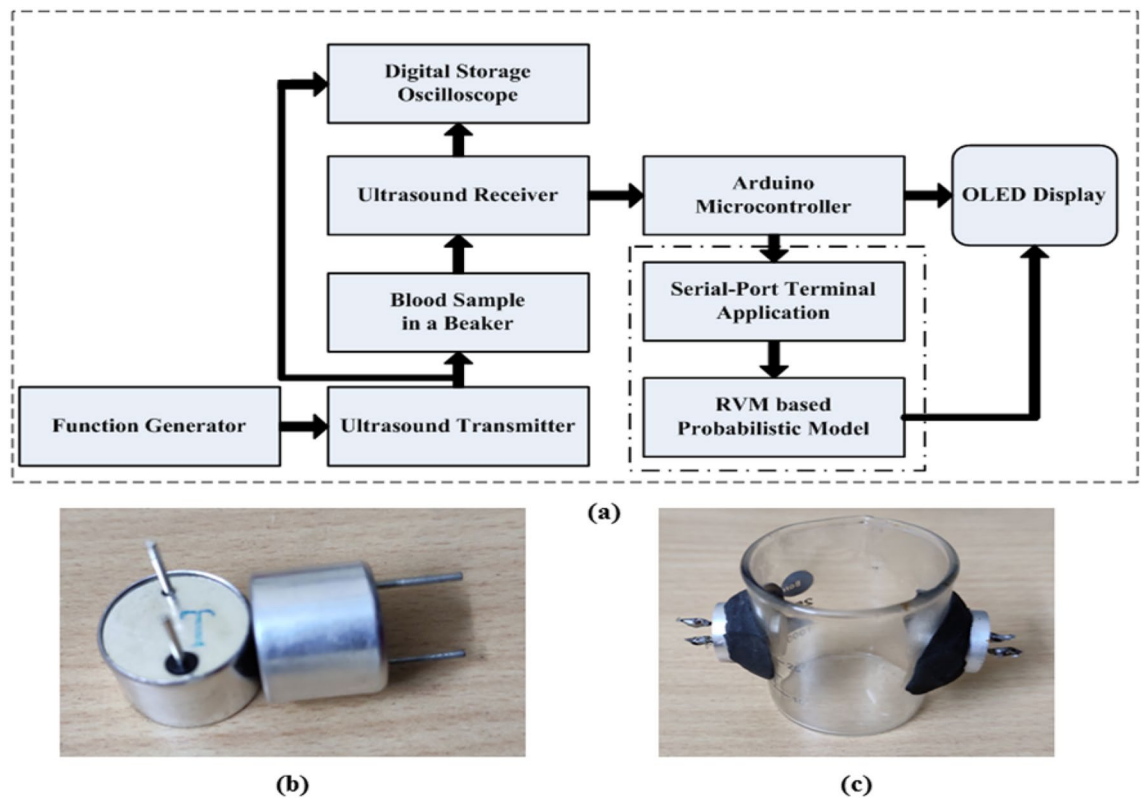 Digital Storage
Oscilloscope
Ultrasound Receiver
Arduino
Microcontroller
OLED Display
Blood Sample
in a Beaker
Serial-Port Terminal
Application
Function Generator
Ultrasound Transmitter
RVM based
Probabilistic Model
(a)
T
(b)
(c)